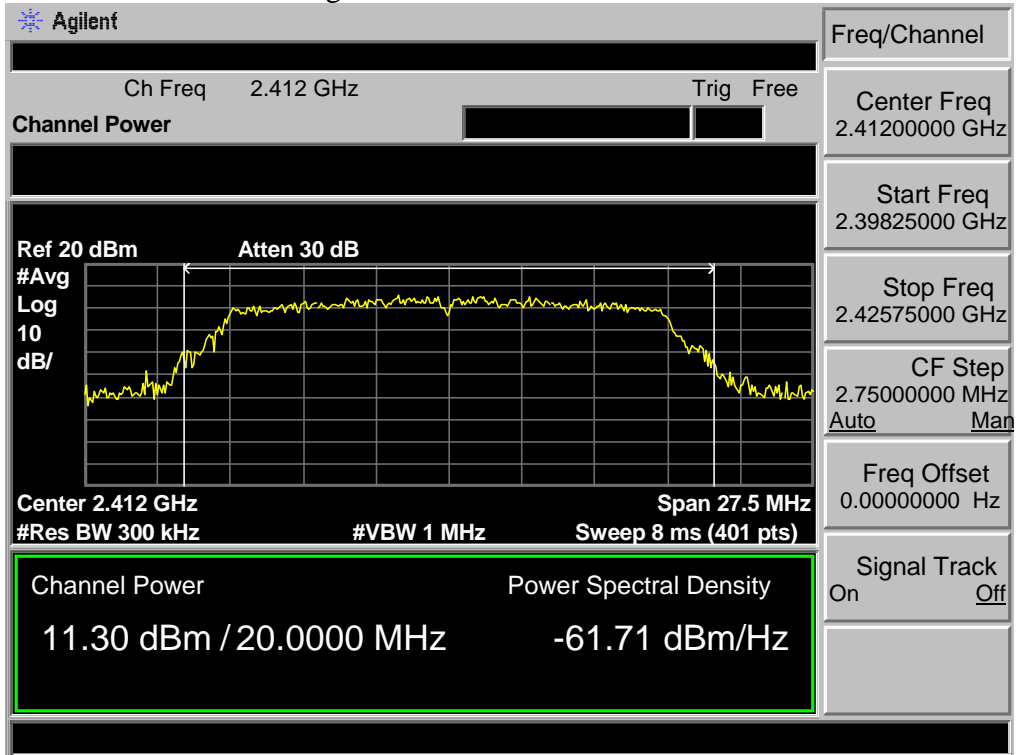 Agilent
Freq/Channel
Ch Freq 2.412 GHz Trig Free
Channel Power
Center Freq
2.41200000 GHz
Start Freq
2.39825000 GHz
Ref 20 dBm Atten 30 dB
#Avg
Log
10
dB/
Stop Freq
2.42575000 GHz
CF Step
2.75000000 MHz
Auto Man
Freq Offset
0.00000000 Hz
Center 2.412 GHz Span 27.5 MHz
#Res BW 300 kHz #VBW 1 MHz Sweep 8 ms (401 pts)
Signal Track
On Off
Channel Power Power Spectral Density
11.30 dBm / 20.0000 MHz -61.71 dBm/Hz